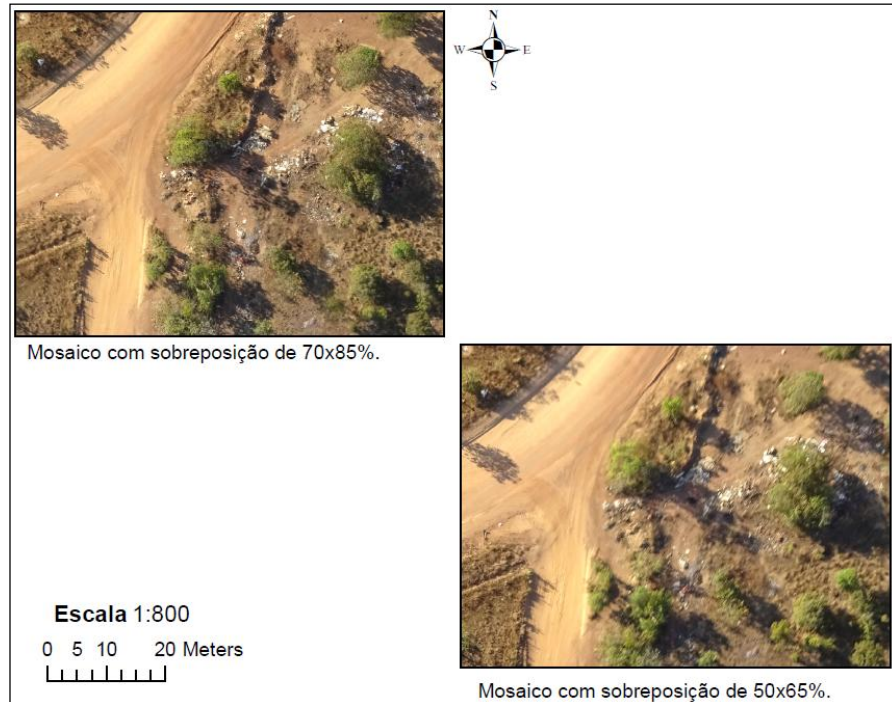 N
W E
S
Mosaico com sobreposição de 70x85%.
Escala 1:800
0 5 10 20 Meters
Mosaico com sobreposição de 50x65%.